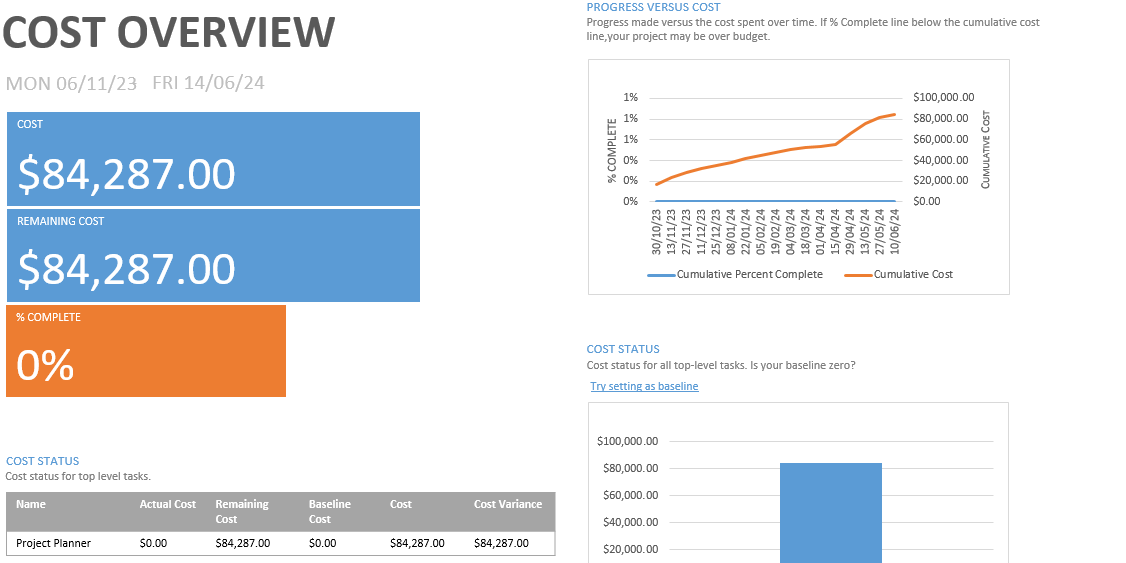 COST OVERVIEW
MON 06/11/23 FRI 14/06/24
COST
$84,287.00
REMAINING COST
$84,287.00
% COMPLETE
0%
COST STATUS
Cost status for top level tasks.
Name Actual Cost Remaining Cost Baseline Cost Cost Cost Variance
Project Planner $0.00 $84,287.00 $0.00 $84,287.00 $84,287.00
PROGRESS VERSUS COST
Progress made versus the cost spent over time. If % Complete line below the cumulative cost
line,your project may be over budget.
% COMPLETE
1%
1%
1%
0%
0%
0%
$100,000.00
$80,000.00
$60,000.00
$40,000.00
$20,000.00
$0.00
CUMULATIVE COST
30/10/23
13/11/23
27/11/23
11/12/23
25/12/23
08/01/24
22/01/24
05/02/24
19/02/24
04/03/24
18/03/24
01/04/24
15/04/24
29/04/24
13/05/24
27/05/24
10/06/24
Cumulative Percent Complete Cumulative Cost
COST STATUS
Cost status for all top-level tasks. Is your baseline zero?
Try setting as baseline
$100,000.00
$80,000.00
$60,000.00
$40,000.00
$20,000.00